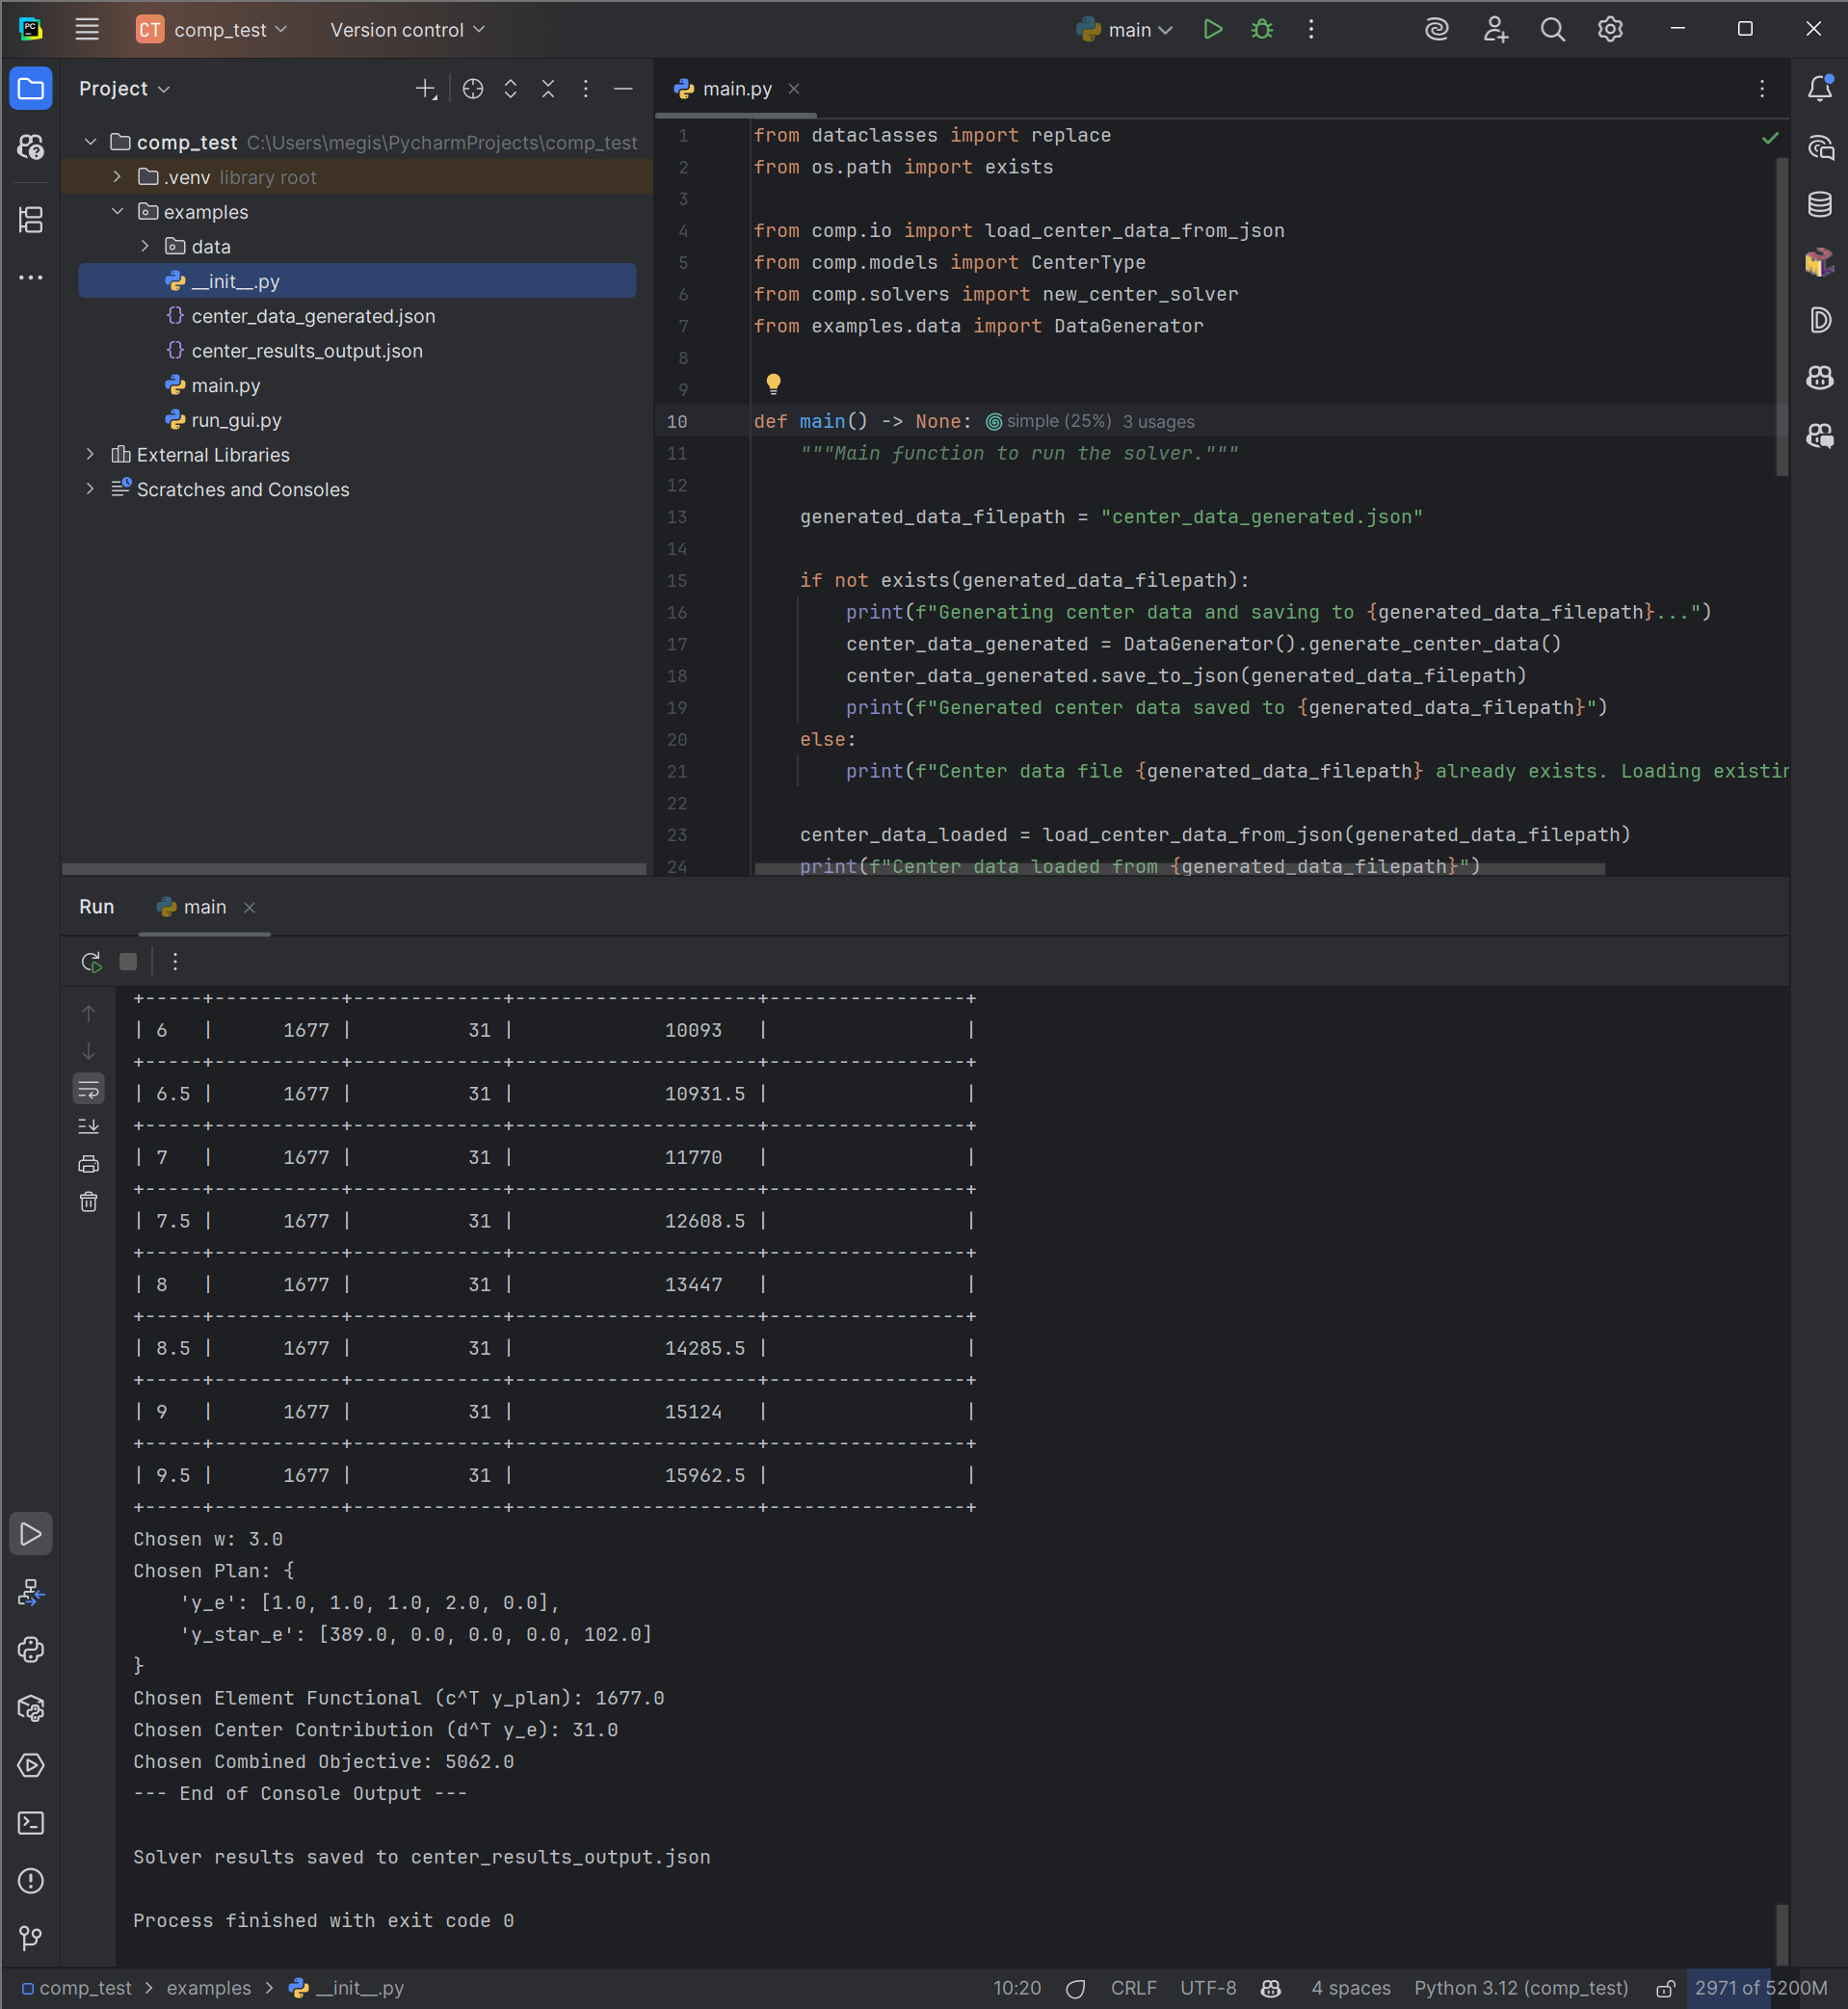 CT comp_test Version control main
Project
main.py
comp_test C:\Users\megis\PycharmProjects\comp_test
.venv library root
examples
data
__init__.py
center_data_generated.json
center_results_output.json
main.py
run_gui.py
External Libraries
Scratches and Consoles
1 from dataclasses import replace
2 from os.path import exists
3
4 from comp.io import load_center_data_from_json
5 from comp.models import CenterType
6 from comp.solvers import new_center_solver
7 from examples.data import DataGenerator
8
9
10 def main() -> None: simple (25%) 3 usages
11 """Main function to run the solver."""
12
13 generated_data_filepath = "center_data_generated.json"
14
15 if not exists(generated_data_filepath):
16 print(f"Generating center data and saving to {generated_data_filepath}...")
17 center_data_generated = DataGenerator().generate_center_data()
18 center_data_generated.save_to_json(generated_data_filepath)
19 print(f"Generated center data saved to {generated_data_filepath}")
20 else:
21 print(f"Center data file {generated_data_filepath} already exists. Loading existin
22
23 center_data_loaded = load_center_data_from_json(generated_data_filepath)
24 print(f"Center data loaded from {generated_data_filepath}")
Run main
+-----+-----------+-------------+---------------------+-----------------+
| 6   |      1677 |          31 |             10093   |                 |
+-----+-----------+-------------+---------------------+-----------------+
| 6.5 |      1677 |          31 |             10931.5 |                 |
+-----+-----------+-------------+---------------------+-----------------+
| 7   |      1677 |          31 |             11770   |                 |
+-----+-----------+-------------+---------------------+-----------------+
| 7.5 |      1677 |          31 |             12608.5 |                 |
+-----+-----------+-------------+---------------------+-----------------+
| 8   |      1677 |          31 |             13447   |                 |
+-----+-----------+-------------+---------------------+-----------------+
| 8.5 |      1677 |          31 |             14285.5 |                 |
+-----+-----------+-------------+---------------------+-----------------+
| 9   |      1677 |          31 |             15124   |                 |
+-----+-----------+-------------+---------------------+-----------------+
| 9.5 |      1677 |          31 |             15962.5 |                 |
+-----+-----------+-------------+---------------------+-----------------+
Chosen w: 3.0
Chosen Plan: {
    'y_e': [1.0, 1.0, 1.0, 2.0, 0.0],
    'y_star_e': [389.0, 0.0, 0.0, 0.0, 102.0]
}
Chosen Element Functional (c^T y_plan): 1677.0
Chosen Center Contribution (d^T y_e): 31.0
Chosen Combined Objective: 5062.0
--- End of Console Output ---
Solver results saved to center_results_output.json
Process finished with exit code 0
comp_test > examples > __init__.py 10:20 CRLF UTF-8 4 spaces Python 3.12 (comp_test) 2971 of 5200M